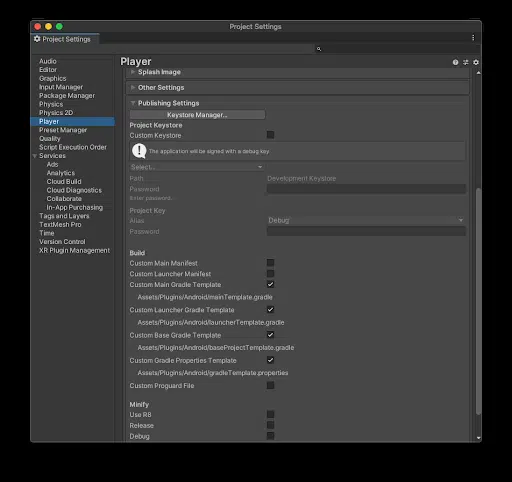 Project Settings
Project Settings
Audio
Editor
Graphics
Input Manager
Package Manager
Physics
Physics 2D
Player
Preset Manager
Quality
Script Execution Order
Services
Ads
Analytics
Cloud Build
Cloud Diagnostics
Collaborate
In-App Purchasing
Tags and Layers
TextMesh Pro
Time
Version Control
XR Plugin Management
Player
Splash Image
Other Settings
Publishing Settings
Keystore Manager...
Project Keystore
Custom Keystore
The application will be signed with a debug key.
Select...
Path Development Keystore
Password
Enter password.
Project Key
Alias Debug
Password
Build
Custom Main Manifest
Custom Launcher Manifest
Custom Main Gradle Template
Assets/Plugins/Android/mainTemplate.gradle
Custom Launcher Gradle Template
Assets/Plugins/Android/launcherTemplate.gradle
Custom Base Gradle Template
Assets/Plugins/Android/baseProjectTemplate.gradle
Custom Gradle Properties Template
Assets/Plugins/Android/gradleTemplate.properties
Custom Proguard File
Minify
Use R8
Release
Debug